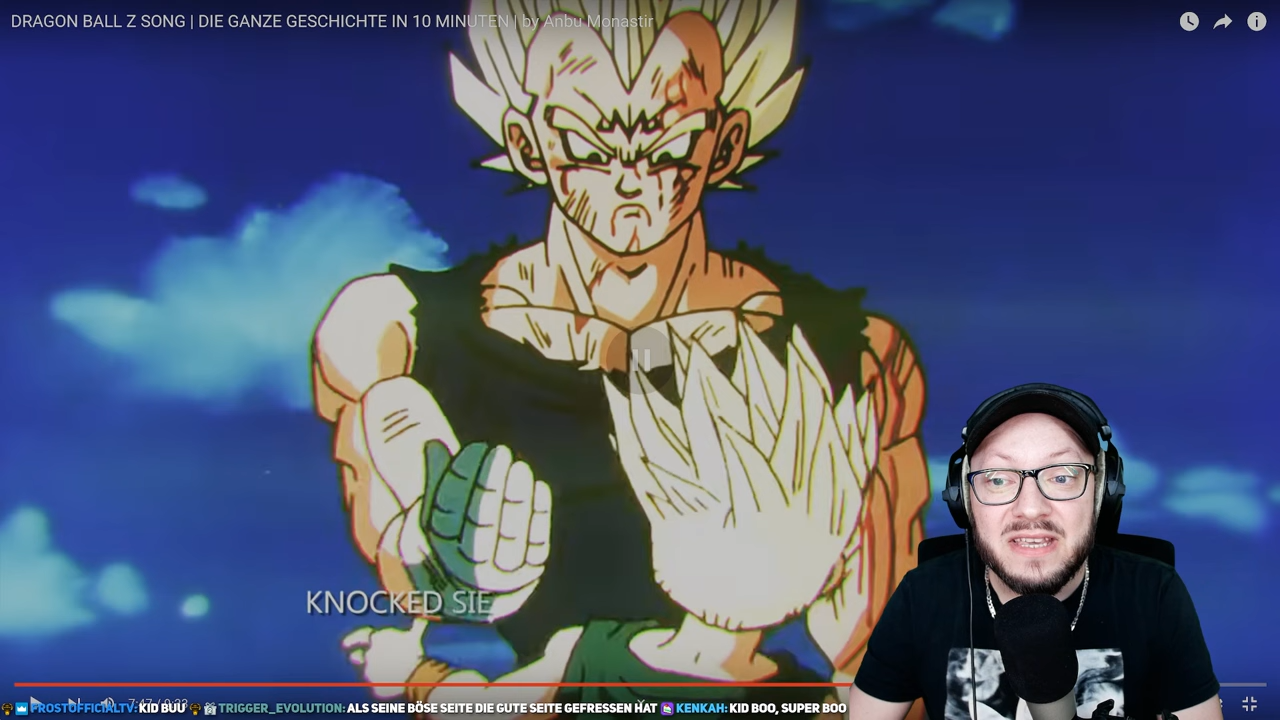 DRAGON BALL Z SONG | DIE GANZE GESCHICHTE IN 10 MINUTEN | by Anbu Monastir
KNOCKED SIE
PROSTOFFICIALTV: KID BUU TRIGGER_EVOLUTION: ALS SEINE BÖSE SEITE DIE GUTE SEITE GEFRESSEN HAT KENKAH: KID BOO, SUPER BOO